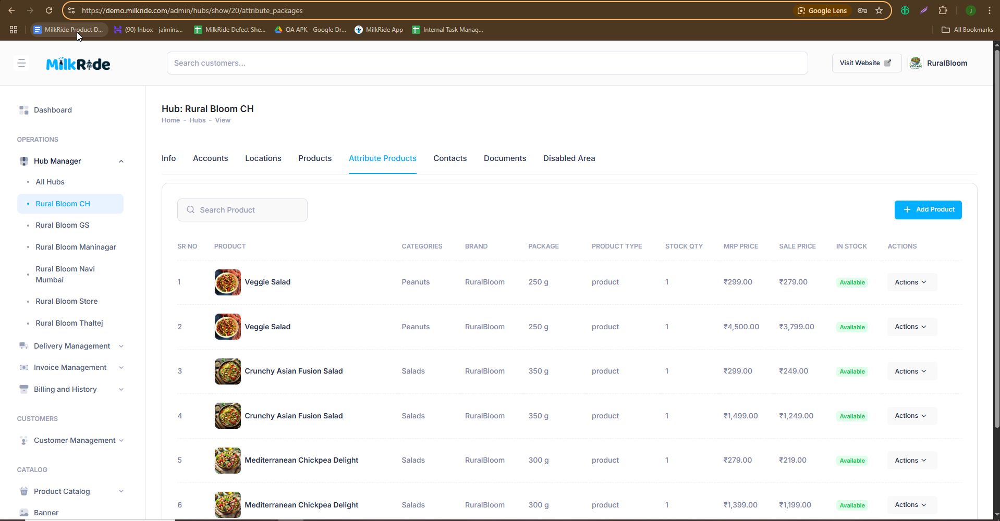 https://demo.milkride.com/admin/hubs/show/20/attribute_packages
Google Lens
j
MilkRide Product D...
(90) Inbox - jaimins...
MilkRide Defect She...
QA APK - Google Dr...
MilkRide App
Internal Task Manag...
All Bookmarks
MilkRide
Search customers...
Visit Website
RuralBloom
Dashboard
OPERATIONS
Hub Manager
All Hubs
Rural Bloom CH
Rural Bloom GS
Rural Bloom Maninagar
Rural Bloom Navi
Mumbai
Rural Bloom Store
Rural Bloom Thaltej
Delivery Management
Invoice Management
Billing and History
CUSTOMERS
Customer Management
CATALOG
Product Catalog
Banner
Hub: Rural Bloom CH
Home - Hubs - View
Info Accounts Locations Products Attribute Products Contacts Documents Disabled Area
Search Product
Add Product
SR NO PRODUCT CATEGORIES BRAND PACKAGE PRODUCT TYPE STOCK QTY MRP PRICE SALE PRICE IN STOCK ACTIONS
1 Veggie Salad Peanuts RuralBloom 250 g product 1 ₹299.00 ₹279.00 Available Actions
2 Veggie Salad Peanuts RuralBloom 250 g product 1 ₹4,500.00 ₹3,799.00 Available Actions
3 Crunchy Asian Fusion Salad Salads RuralBloom 350 g product 1 ₹299.00 ₹249.00 Available Actions
4 Crunchy Asian Fusion Salad Salads RuralBloom 350 g product 1 ₹1,499.00 ₹1,249.00 Available Actions
5 Mediterranean Chickpea Delight Salads RuralBloom 300 g product 1 ₹279.00 ₹219.00 Available Actions
6 Mediterranean Chickpea Delight Salads RuralBloom 300 g product 1 ₹1,399.00 ₹1,199.00 Available Actions